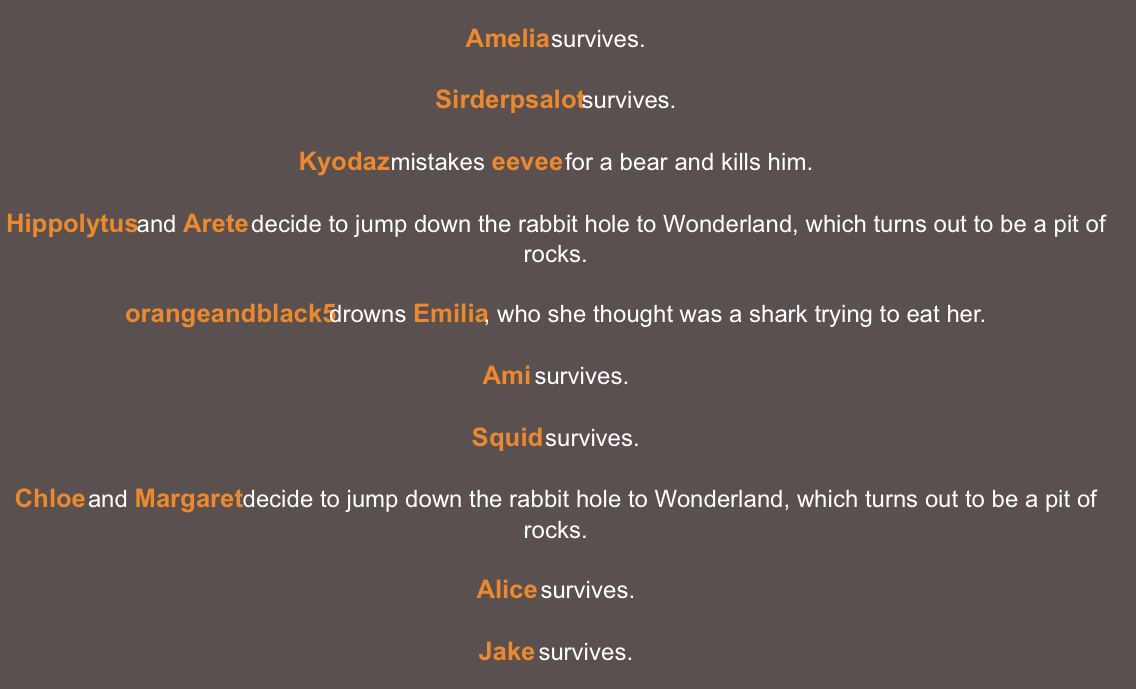 Amelia survives.
Sirderpsalot survives.
Kyodaz mistakes eevee for a bear and kills him.
Hippolytus and Arete decide to jump down the rabbit hole to Wonderland, which turns out to be a pit of
rocks.
orangeandblack5 drowns Emilia, who she thought was a shark trying to eat her.
Ami survives.
Squid survives.
Chloe and Margaret decide to jump down the rabbit hole to Wonderland, which turns out to be a pit of
rocks.
Alice survives.
Jake survives.